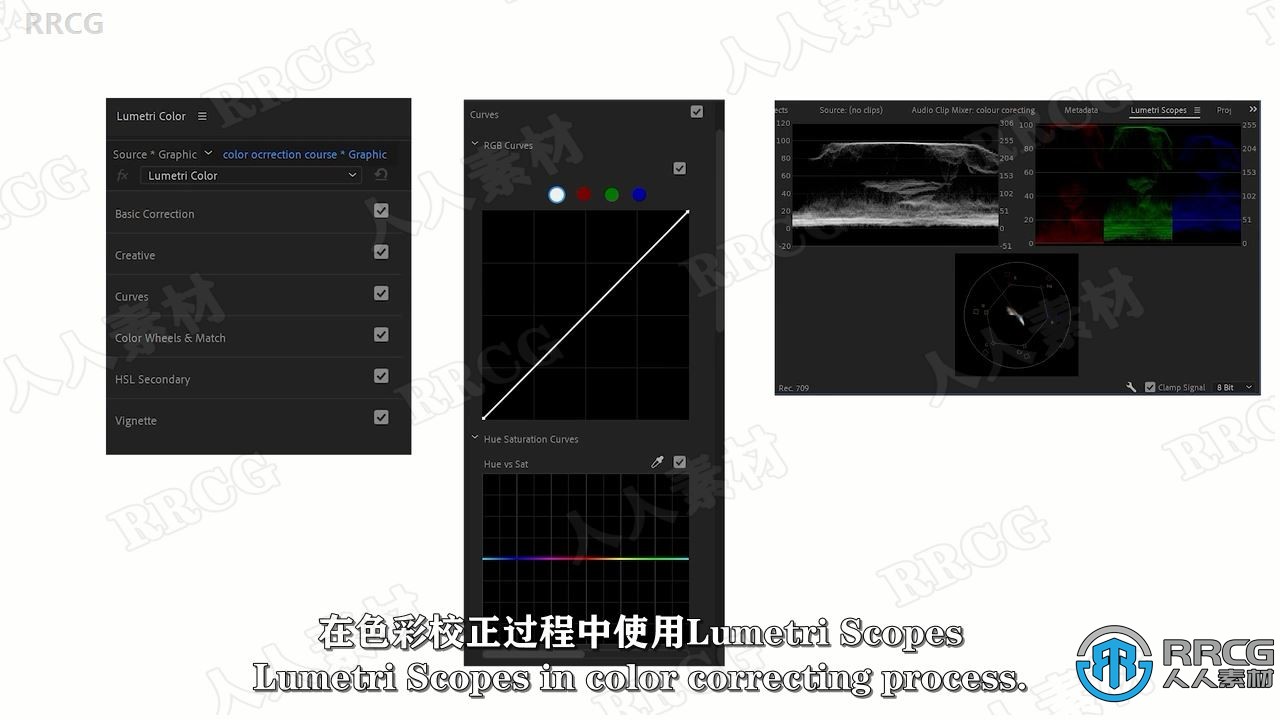 RRCG
Lumetri Color
Source * Graphic
color ocrrection course * Graphic
fx
Lumetri Color
Basic Correction
Creative
Curves
Color Wheels & Match
HSL Secondary
Vignette
Curves
RGB Curves
Hue Saturation Curves
Hue vs Sat
ects
Source: (no clips)
Audio Clip Mixer: colour corecting
Metadata
Lumetri Scopes
Proj
120
100
80
60
40
20
0
-20
306
255
204
153
102
51
0
-51
100
80
60
40
20
0
255
204
153
102
51
0
Rec. 709
Clamp Signal
8 Bit
在色彩校正过程中使用Lumetri Scopes
Lumetri Scopes in color correcting process.
RRCG
人人素材